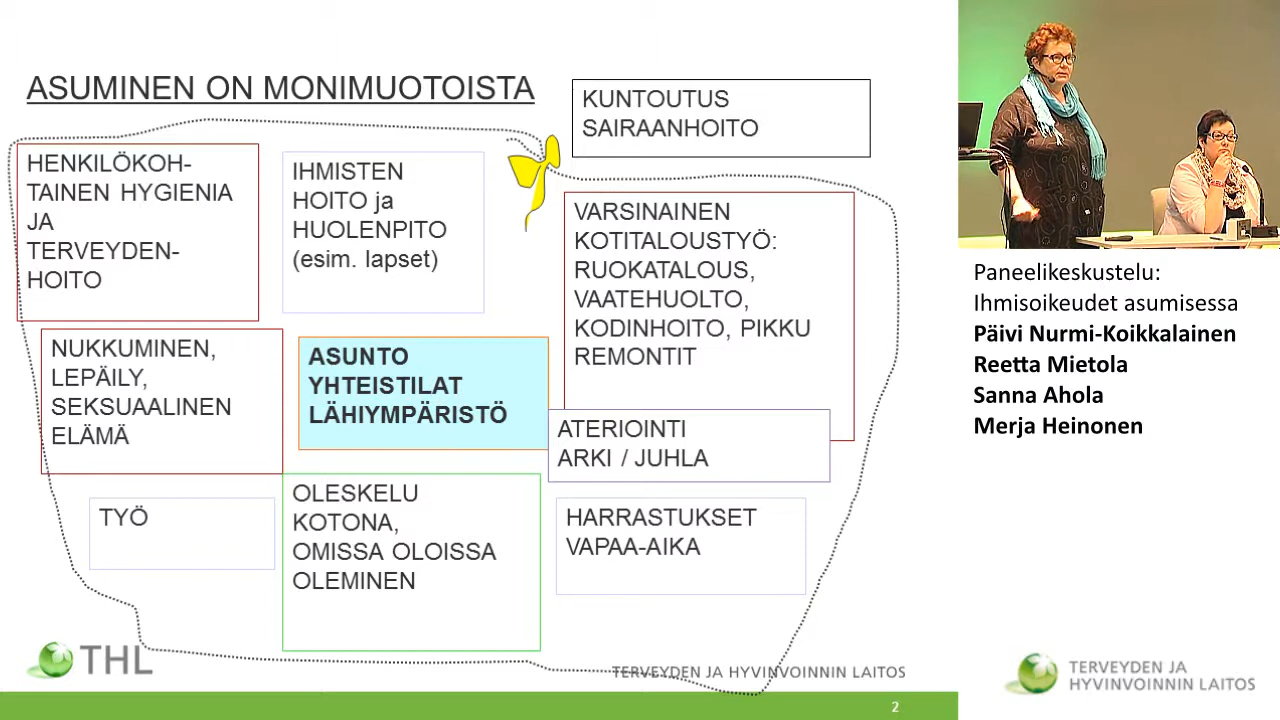 ASUMINEN ON MONIMUOTOISTA
KUNTOUTUS
SAIRAANHOITO
HENKILÖKOH-
TAINEN HYGIENIA
JA
TERVEYDEN-
HOITO
IHMISTEN
HOITO ja
HUOLENPITO
(esim. lapset)
VARSINAINEN
KOTITALOUSTYÖ:
RUOKATALOUS,
VAATEHUOLTO,
KODINHOITO, PIKKU
REMONTIT
NUKKUMINEN,
LEPÄILY,
SEKSUAALINEN
ELÄMÄ
ASUNTO
YHTEISTILAT
LÄHIYMPÄRISTÖ
ATERIOINTI
ARKI / JUHLA
TYÖ
OLESKELU
KOTONA,
OMISSA OLOISSA
OLEMINEN
HARRASTUKSET
VAPAA-AIKA
THL
TERVEYDEN JA HYVINVOINNIN LAITOS
2
Paneelikeskustelu:
Ihmisoikeudet asumisessa
Päivi Nurmi-Koikkalainen
Reetta Mietola
Sanna Ahola
Merja Heinonen
TERVEYDEN JA
HYVINVOINNIN LAITOS